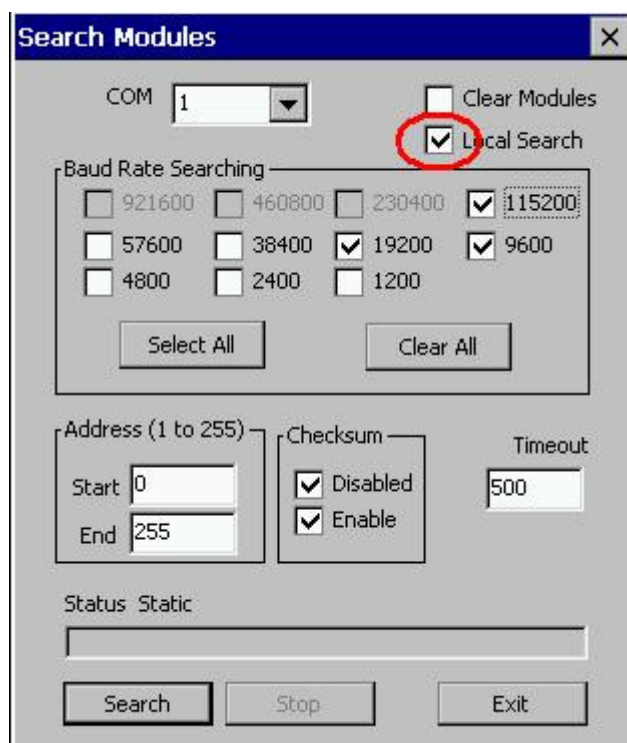 Search Modules
COM 1
Clear Modules
Local Search
Baud Rate Searching
921600 460800 230400 115200
57600 38400 19200 9600
4800 2400 1200
Select All Clear All
Address (1 to 255) Checksum Timeout
Start 0 Disabled 500
End 255 Enable
Status Static
Search Stop Exit